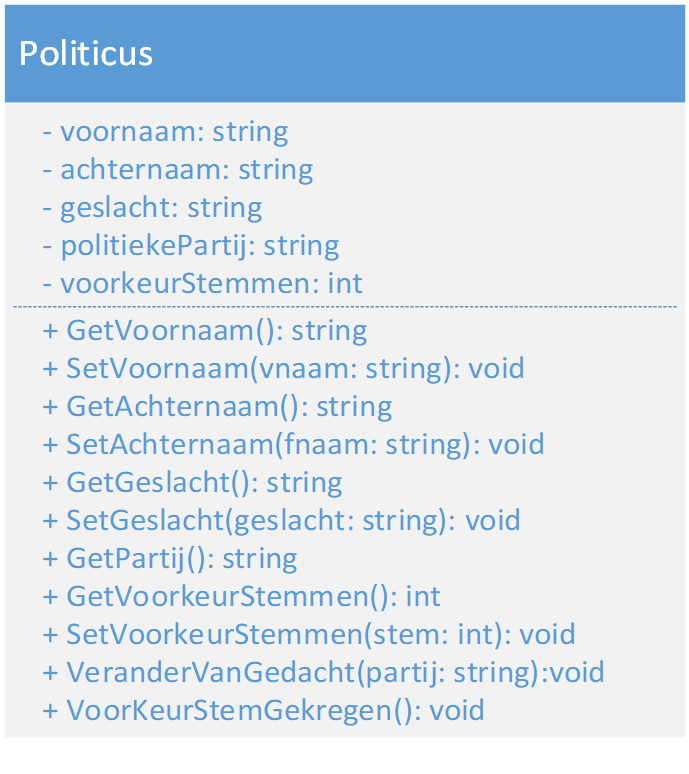 Politicus
- voornaam: string
- achternaam: string
- geslacht: string
- politiekePartij: string
- voorkeurStemmen: int
+ GetVoornaam(): string
+ SetVoornaam(vnaam: string): void
+ GetAchternaam(): string
+ SetAchternaam(fnaam: string): void
+ GetGeslacht(): string
+ SetGeslacht(geslacht: string): void
+ GetPartij(): string
+ GetVoorkeurStemmen(): int
+ SetVoorkeurStemmen(stem: int): void
+ VeranderVanGedacht(partij: string):void
+ VoorKeurStemGekregen(): void